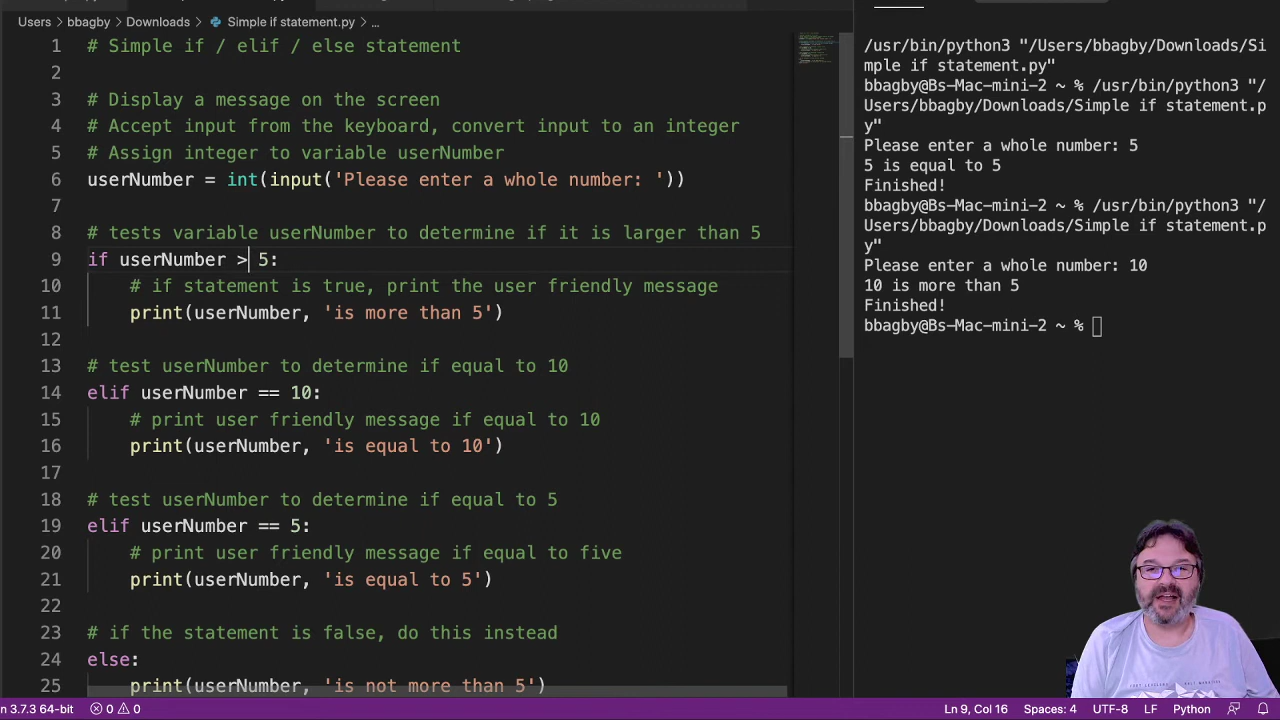 Users > bbagby > Downloads > Simple if statement.py > ...
1 # Simple if / elif / else statement
2
3 # Display a message on the screen
4 # Accept input from the keyboard, convert input to an integer
5 # Assign integer to variable userNumber
6 userNumber = int(input('Please enter a whole number: '))
7
8 # tests variable userNumber to determine if it is larger than 5
9 if userNumber > 5:
10 # if statement is true, print the user friendly message
11 print(userNumber, 'is more than 5')
12
13 # test userNumber to determine if equal to 10
14 elif userNumber == 10:
15 # print user friendly message if equal to 10
16 print(userNumber, 'is equal to 10')
17
18 # test userNumber to determine if equal to 5
19 elif userNumber == 5:
20 # print user friendly message if equal to five
21 print(userNumber, 'is equal to 5')
22
23 # if the statement is false, do this instead
24 else:
25 print(userNumber, 'is not more than 5')
/usr/bin/python3 "/Users/bbagby/Downloads/Si
mple if statement.py"
bbagby@Bs-Mac-mini-2 ~ % /usr/bin/python3 "/
Users/bbagby/Downloads/Simple if statement.p
y"
Please enter a whole number: 5
5 is equal to 5
Finished!
bbagby@Bs-Mac-mini-2 ~ % /usr/bin/python3 "/
Users/bbagby/Downloads/Simple if statement.p
y"
Please enter a whole number: 10
10 is more than 5
Finished!
bbagby@Bs-Mac-mini-2 ~ %
n 3.7.3 64-bit 0 0 Ln 9, Col 16 Spaces: 4 UTF-8 LF Python